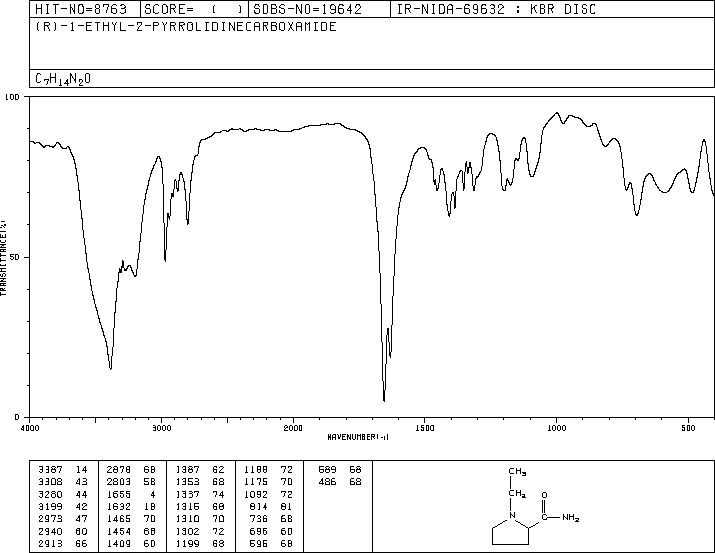 HIT-NO=8763 SCORE= ( ) SDBS-NO=19642 IR-NIDA-69632 : KBR DISC
(R)-1-ETHYL-2-PYRROLIDINECARBOXAMIDE
C7H14N2O
100
50
0
TRANSMITTANCE(%)
4000 3000 2000 1500 1000 500
WAVENUMBER(-1)
3387 14 2878 68 1387 62 1188 72 589 68
3308 43 2803 58 1353 68 1175 70 486 68
3280 44 1655 4 1337 74 1092 72
3199 42 1632 18 1315 68 814 81
2973 47 1465 70 1310 70 736 68
2940 60 1454 68 1302 72 696 60
2913 66 1409 60 1199 68 596 68
CH3
CH2
O
N
C
NH2